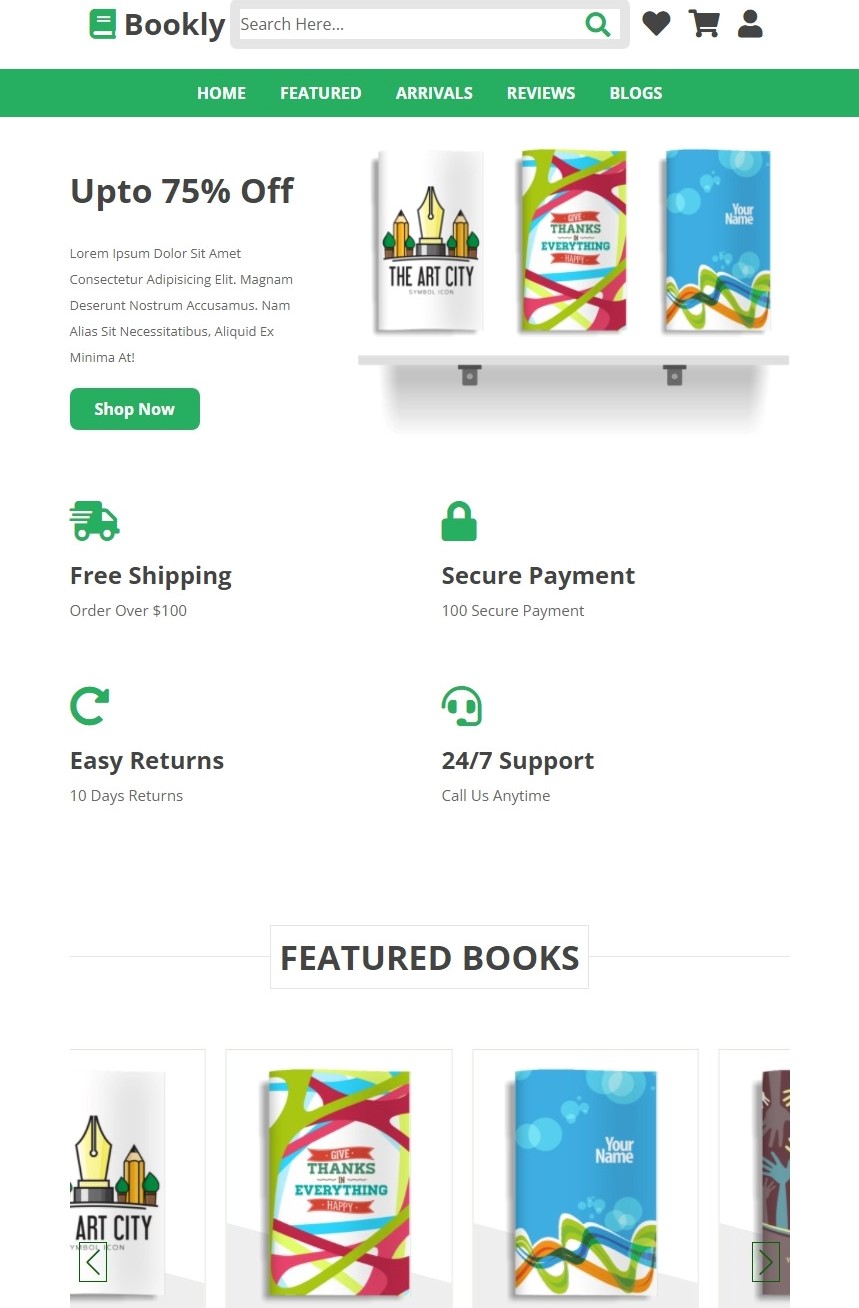 Bookly
Search Here...
HOME FEATURED ARRIVALS REVIEWS BLOGS
Upto 75% Off
Lorem Ipsum Dolor Sit Amet
Consectetur Adipisicing Elit. Magnam
Deserunt Nostrum Accusamus. Nam
Alias Sit Necessitatibus, Aliquid Ex
Minima At!
Shop Now
THE ART CITY
SYMBOL ICON
GIVE
THANKS
IN
EVERYTHING
HAPPY
Your
Name
Free Shipping
Order Over $100
Secure Payment
100 Secure Payment
Easy Returns
10 Days Returns
24/7 Support
Call Us Anytime
FEATURED BOOKS
ART CITY
YMBOL ICON
GIVE
THANKS
IN
EVERYTHING
HAPPY
Your
Name